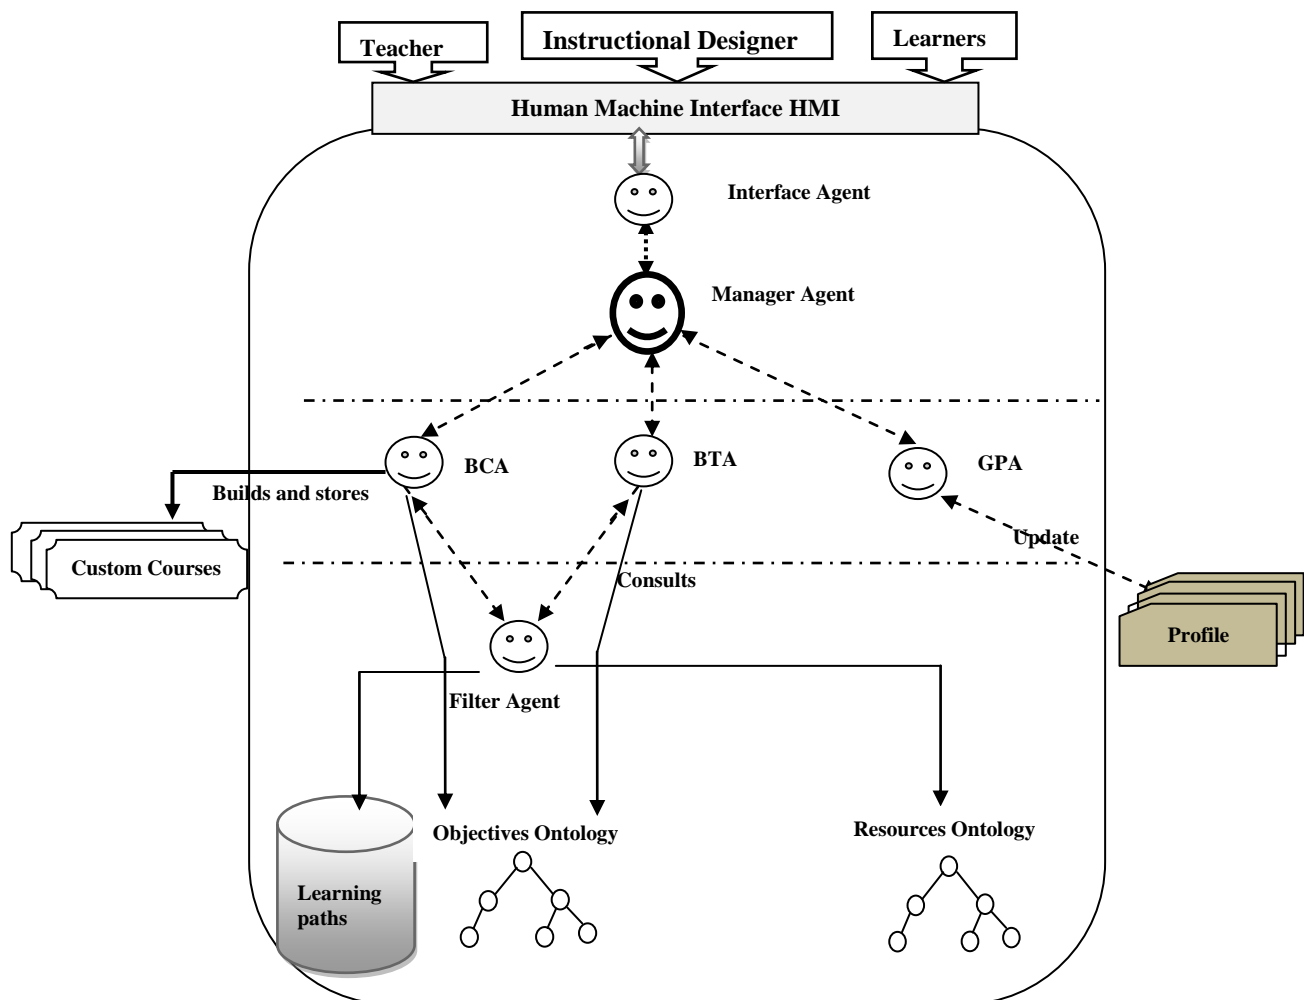 Teacher
Instructional Designer
Learners
Human Machine Interface HMI
Interface Agent
Manager Agent
BCA
BTA
GPA
Builds and stores
Update
Custom Courses
Consults
Profile
Filter Agent
Objectives Ontology
Resources Ontology
Learning
paths